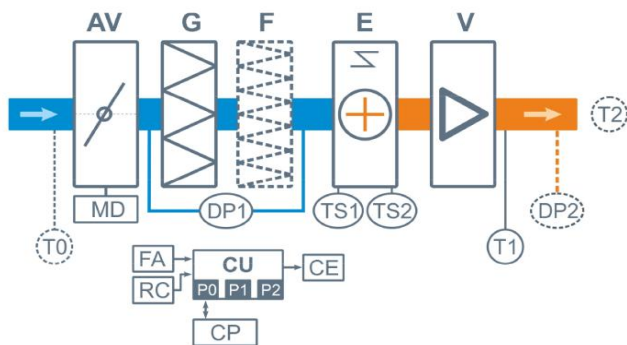 AV G F E V
T2
MD DP1 TS1 TS2 DP2
T0 T1
FA CU CE
RC P0 P1 P2
CP